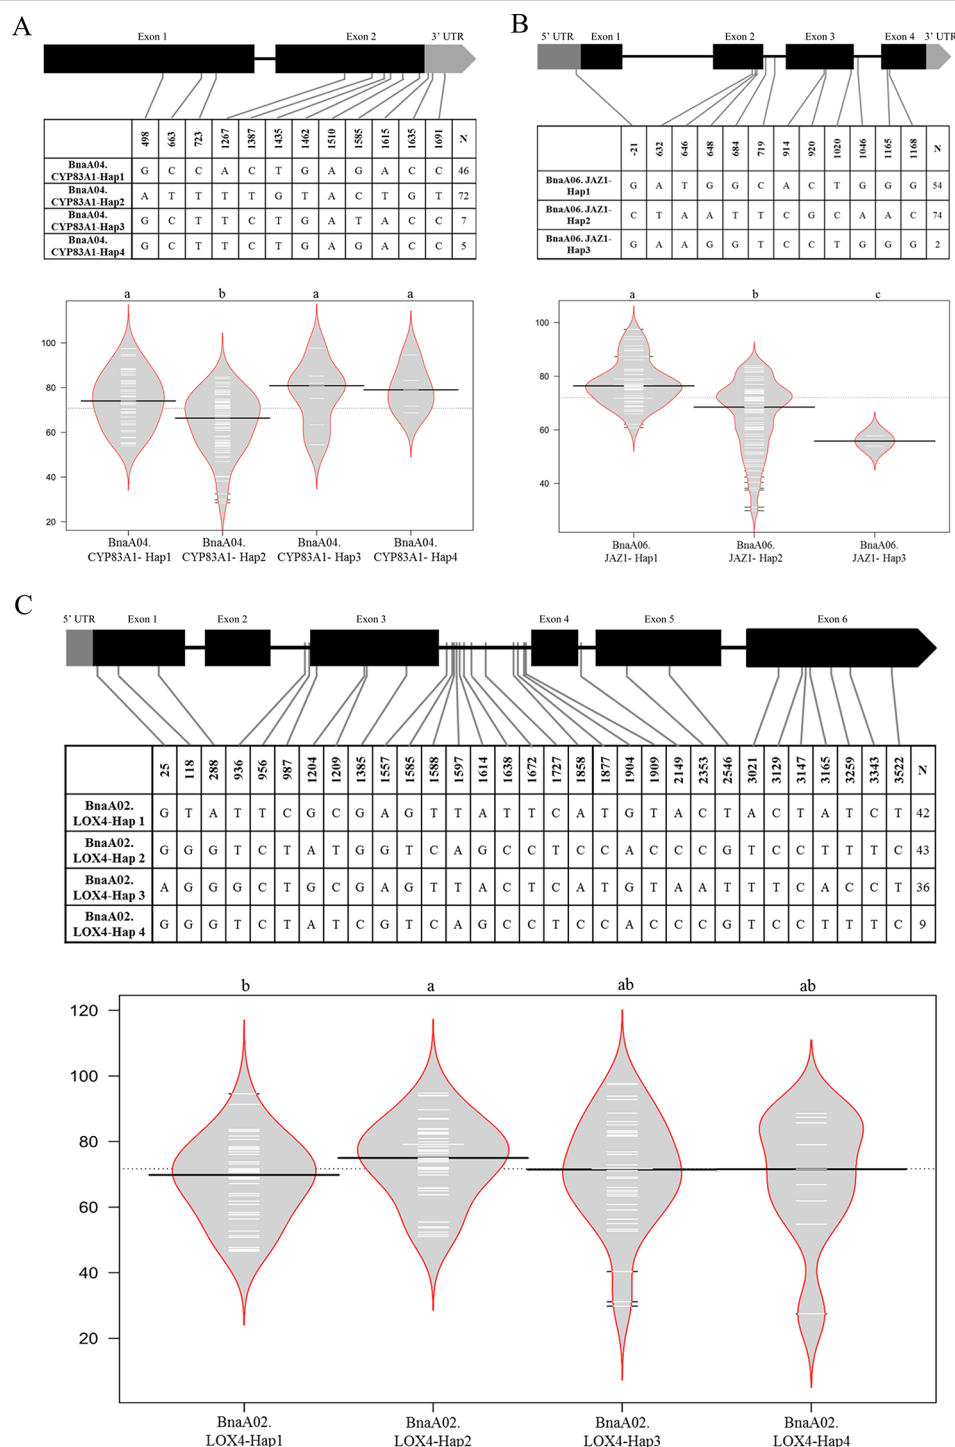 A
Exon 1 Exon 2 3' UTR
498 663 723 1267 1387 1435 1462 1510 1585 1615 1635 1691 N
BnaA04.
CYP83A1-Hap1 G C C A C T G A G A C C 46
BnaA04.
CYP83A1-Hap2 A T T T T G T A C T G T 72
BnaA04.
CYP83A1-Hap3 G C T T C T G A T A C C 7
BnaA04.
CYP83A1-Hap4 G C T T C T G A G A C C 5
a b a a
100
80
60
40
20
BnaA04. BnaA04. BnaA04. BnaA04.
CYP83A1- Hap1 CYP83A1- Hap2 CYP83A1- Hap3 CYP83A1- Hap4
B
5' UTR Exon 1 Exon 2 Exon 3 Exon 4 3' UTR
-21 632 646 648 684 719 914 920 1020 1046 1165 1168 N
BnaA06. JAZ1-
Hap1 G A T G G C A C T G G G 54
BnaA06. JAZ1-
Hap2 C T A A T T C G C A A C 74
BnaA06. JAZ1-
Hap3 G A A G G T C C T G G G 2
a b c
100
80
60
40
BnaA06. BnaA06. BnaA06.
JAZ1- Hap1 JAZ1- Hap2 JAZ1- Hap3
C
5' UTR Exon 1 Exon 2 Exon 3 Exon 4 Exon 5 Exon 6
25 118 288 936 956 987 1204 1209 1385 1557 1585 1588 1597 1614 1638 1672 1727 1858 1877 1904 1909 2149 2353 2546 3021 3129 3147 3165 3259 3343 3522 N
BnaA02.
LOX4-Hap 1 G T A T T C G C G A G T T A T T C A T G T A C T A C T A T C T 42
BnaA02.
LOX4-Hap 2 G G G T C T A T G G T C A G C C T C C A C C C G T C C T T T C 43
BnaA02.
LOX4-Hap 3 A G G G C T G C G A G T T A C T C A T G T A A T T T C A C C T 36
BnaA02.
LOX4-Hap 4 G G G T C T A T C G T C A G C C T C C A C C C G T C C T T T C 9
b a ab ab
120
100
80
60
40
20
BnaA02. BnaA02. BnaA02. BnaA02.
LOX4-Hap1 LOX4-Hap2 LOX4-Hap3 LOX4-Hap4